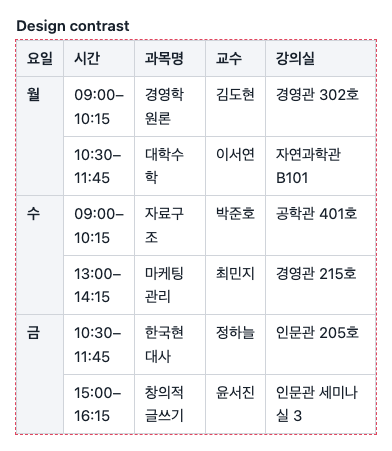 Design contrast
요일 시간 과목명 교수 강의실
월 09:00– 경영학 김도현 경영관 302호
10:15 원론
10:30– 대학수 이서연 자연과학관
11:45 학 B101
수 09:00– 자료구 박준호 공학관 401호
10:15 조
13:00– 마케팅 최민지 경영관 215호
14:15 관리
금 10:30– 한국현 정하늘 인문관 205호
11:45 대사
15:00– 창의적 윤서진 인문관 세미나
16:15 글쓰기 실 3